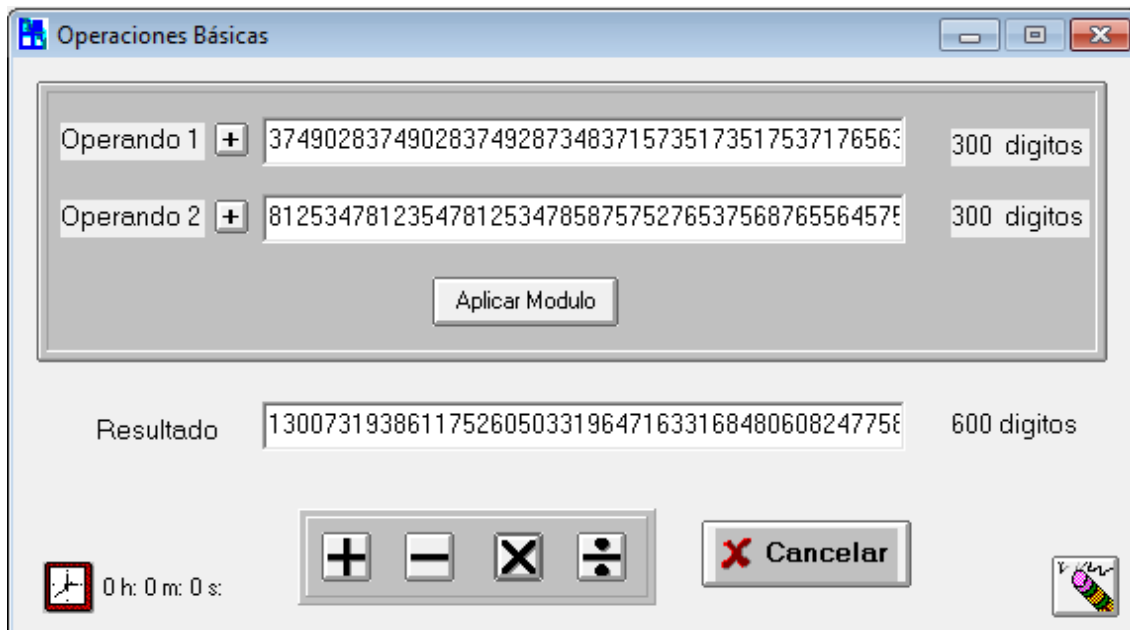 Operaciones Básicas
Operando 1 + 374902837490283749287348371573517351753717656 300 digitos
Operando 2 + 812534781235478125347858757527653756876556457 300 digitos
Aplicar Modulo
Resultado 130073193861175260503319647163316848060824775 600 digitos
Cancelar
0 h: 0 m: 0 s: